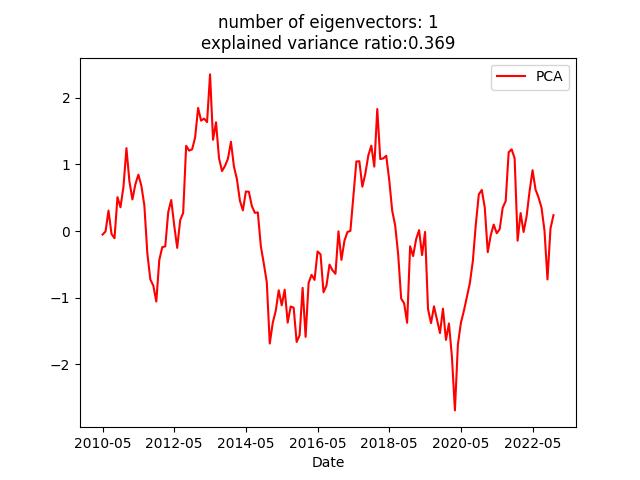 number of eigenvectors: 1
explained variance ratio:0.369
PCA
2
1
0
−1
−2
2010-05 2012-05 2014-05 2016-05 2018-05 2020-05 2022-05
Date